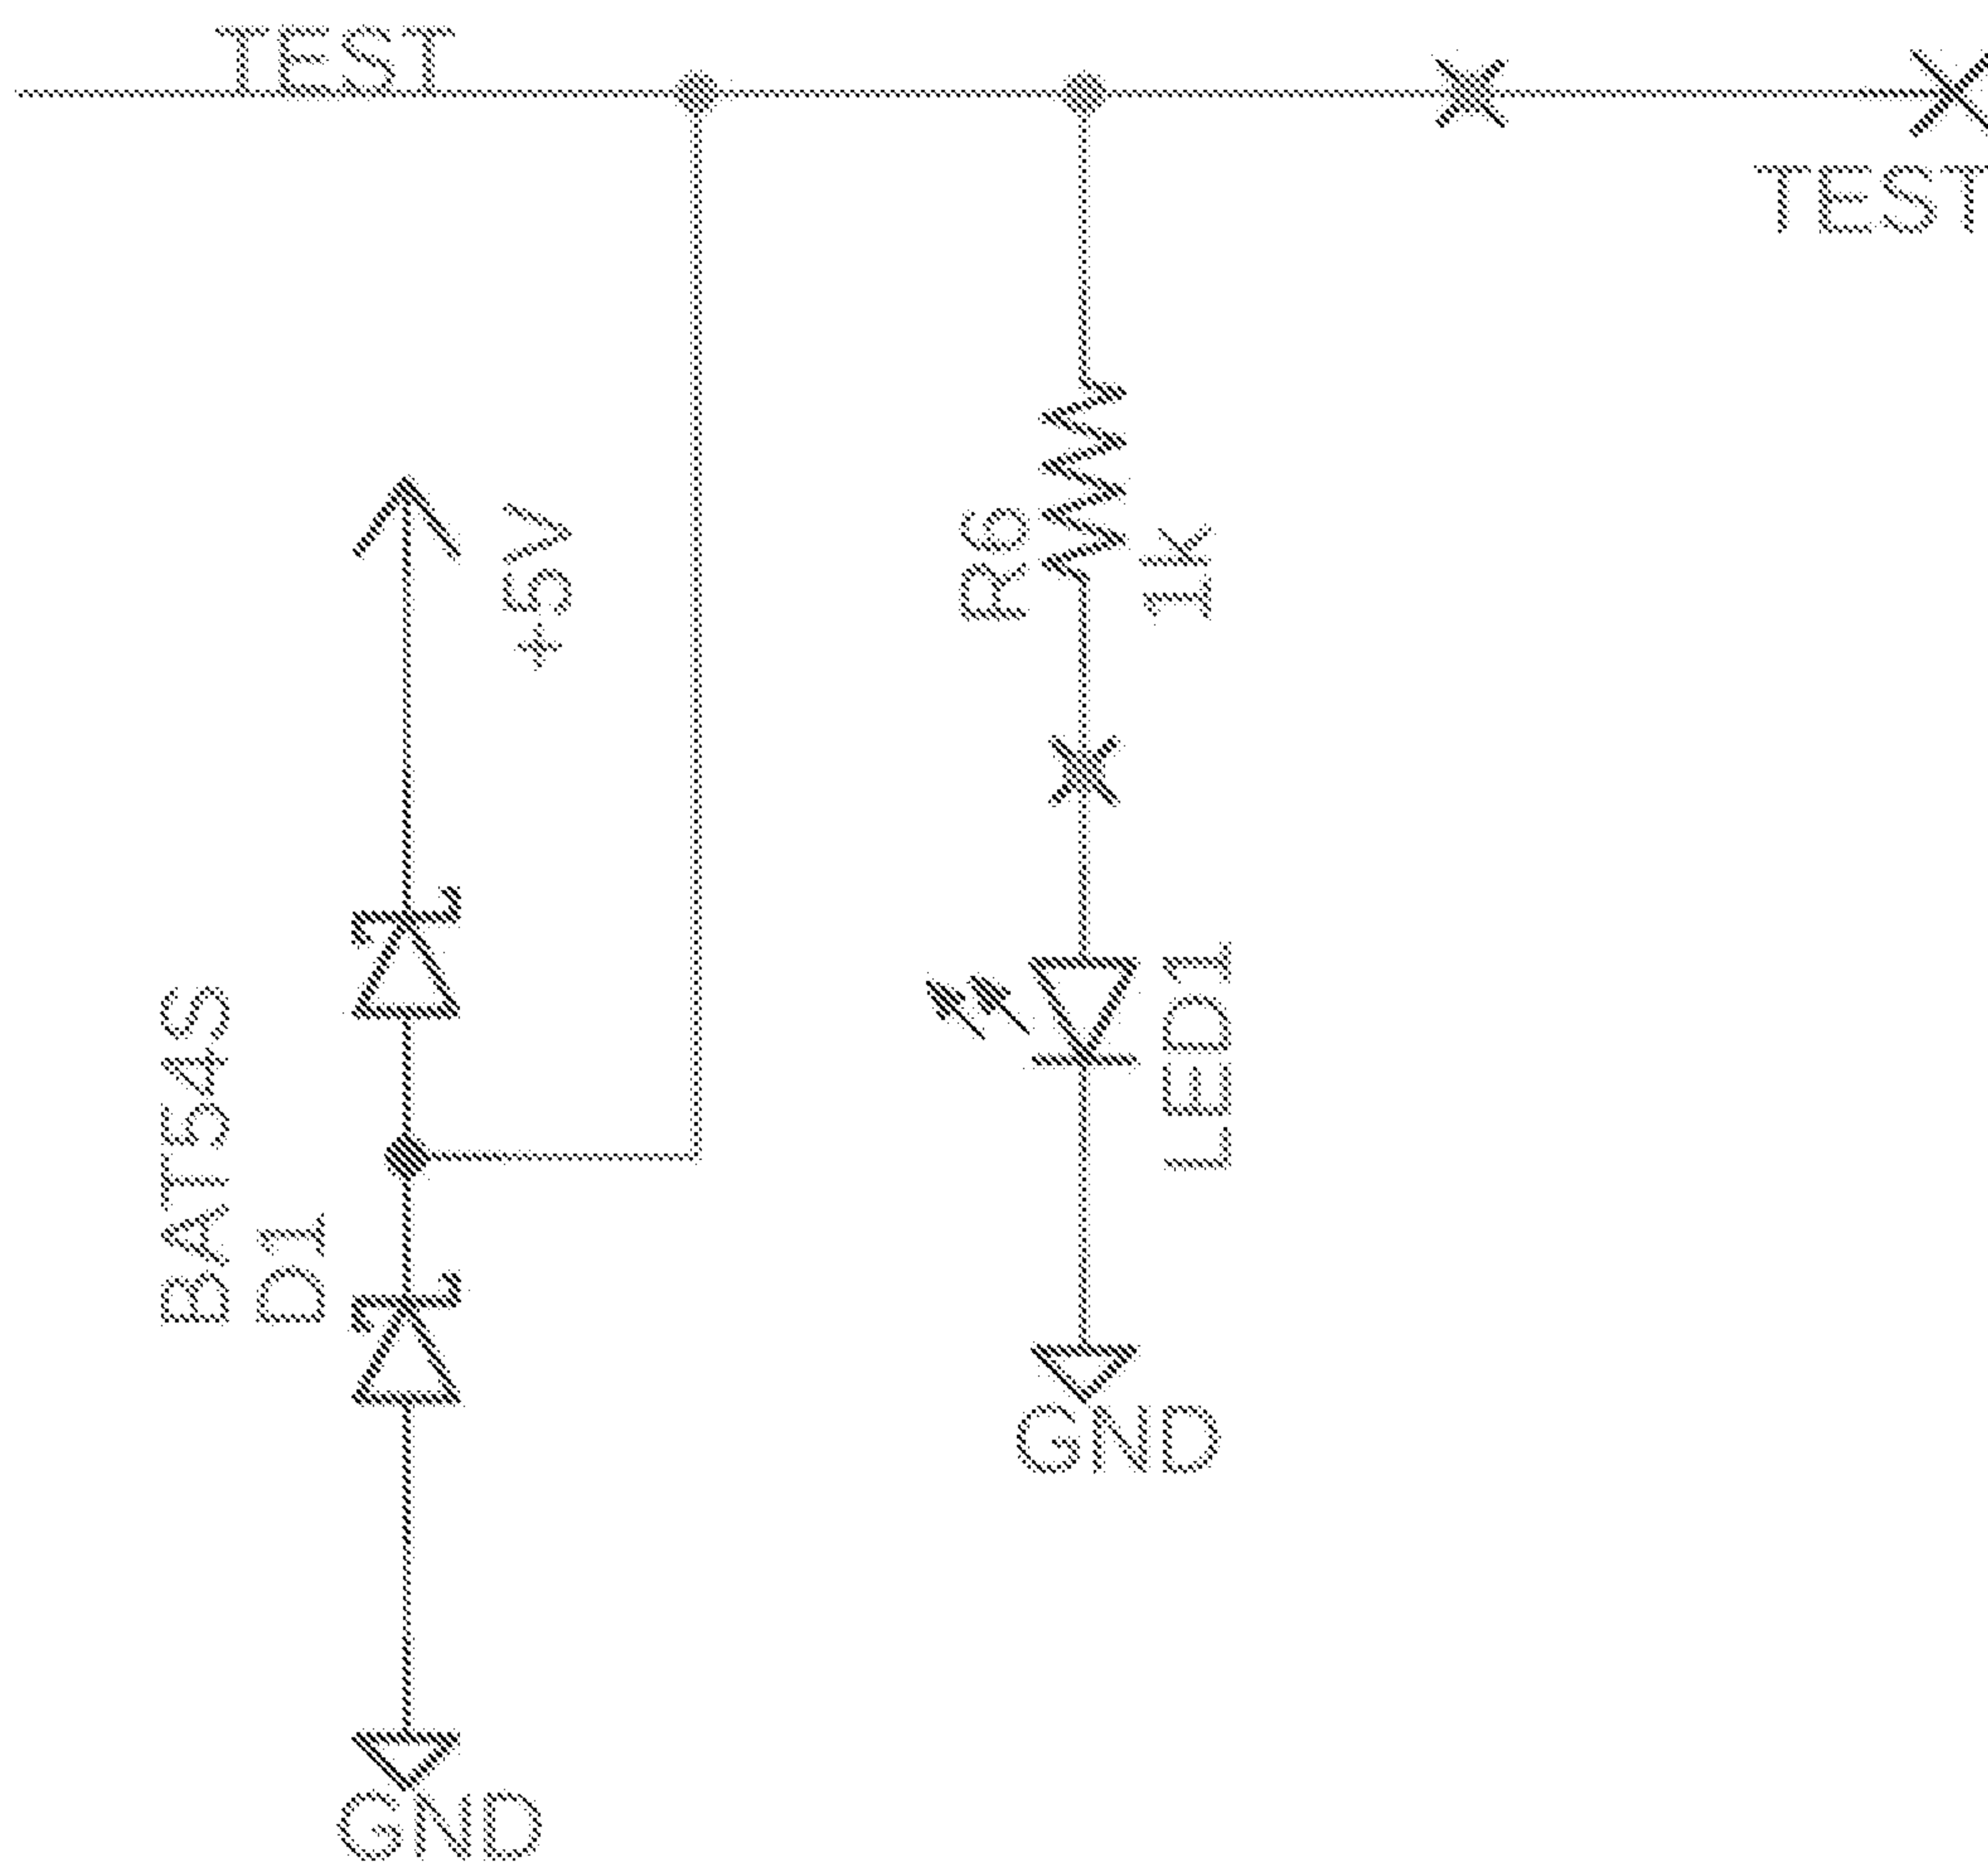 TEST
TEST
+5V
R6
1k
BAT54S
D1
LED1
GND
GND